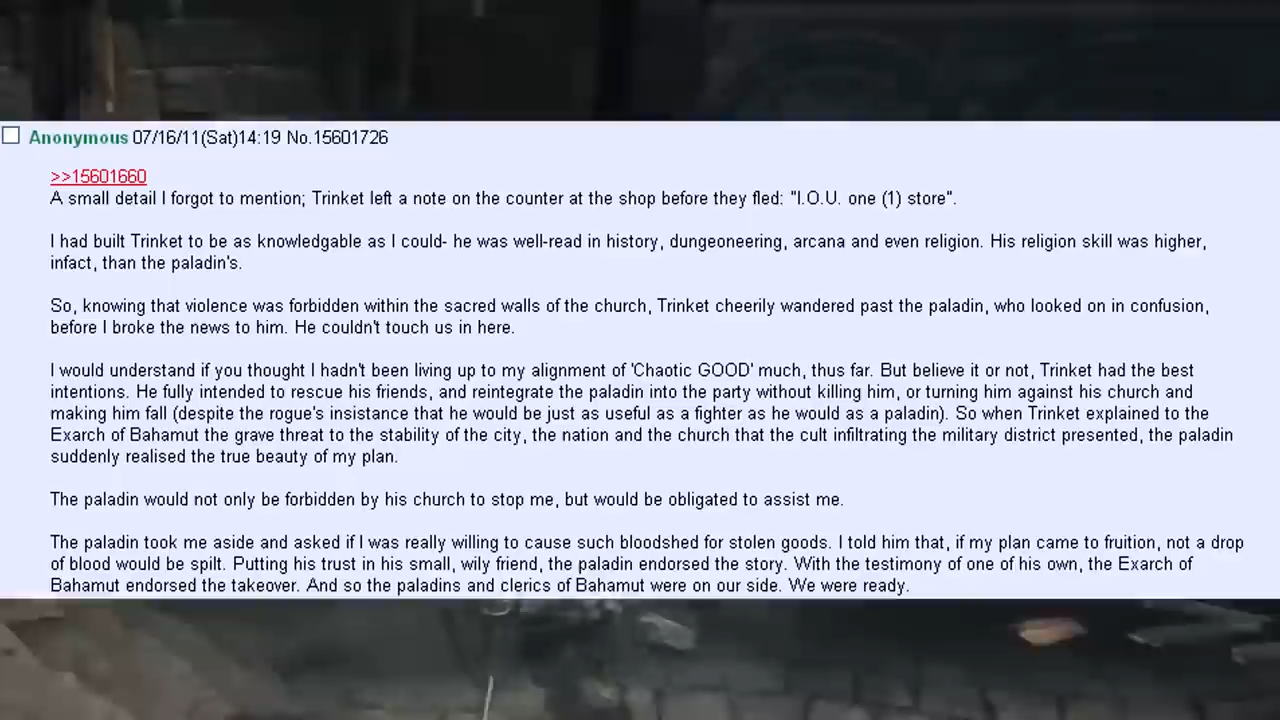 Anonymous 07/16/11(Sat)14:19 No.15601726
>>15601660
A small detail I forgot to mention; Trinket left a note on the counter at the shop before they fled: "I.O.U. one (1) store".
I had built Trinket to be as knowledgable as I could- he was well-read in history, dungeoneering, arcana and even religion. His religion skill was higher,
infact, than the paladin's.
So, knowing that violence was forbidden within the sacred walls of the church, Trinket cheerily wandered past the paladin, who looked on in confusion,
before I broke the news to him. He couldn't touch us in here.
I would understand if you thought I hadn't been living up to my alignment of 'Chaotic GOOD' much, thus far. But believe it or not, Trinket had the best
intentions. He fully intended to rescue his friends, and reintegrate the paladin into the party without killing him, or turning him against his church and
making him fall (despite the rogue's insistance that he would be just as useful as a fighter as he would as a paladin). So when Trinket explained to the
Exarch of Bahamut the grave threat to the stability of the city, the nation and the church that the cult infiltrating the military district presented, the paladin
suddenly realised the true beauty of my plan.
The paladin would not only be forbidden by his church to stop me, but would be obligated to assist me.
The paladin took me aside and asked if I was really willing to cause such bloodshed for stolen goods. I told him that, if my plan came to fruition, not a drop
of blood would be spilt. Putting his trust in his small, wily friend, the paladin endorsed the story. With the testimony of one of his own, the Exarch of
Bahamut endorsed the takeover. And so the paladins and clerics of Bahamut were on our side. We were ready.